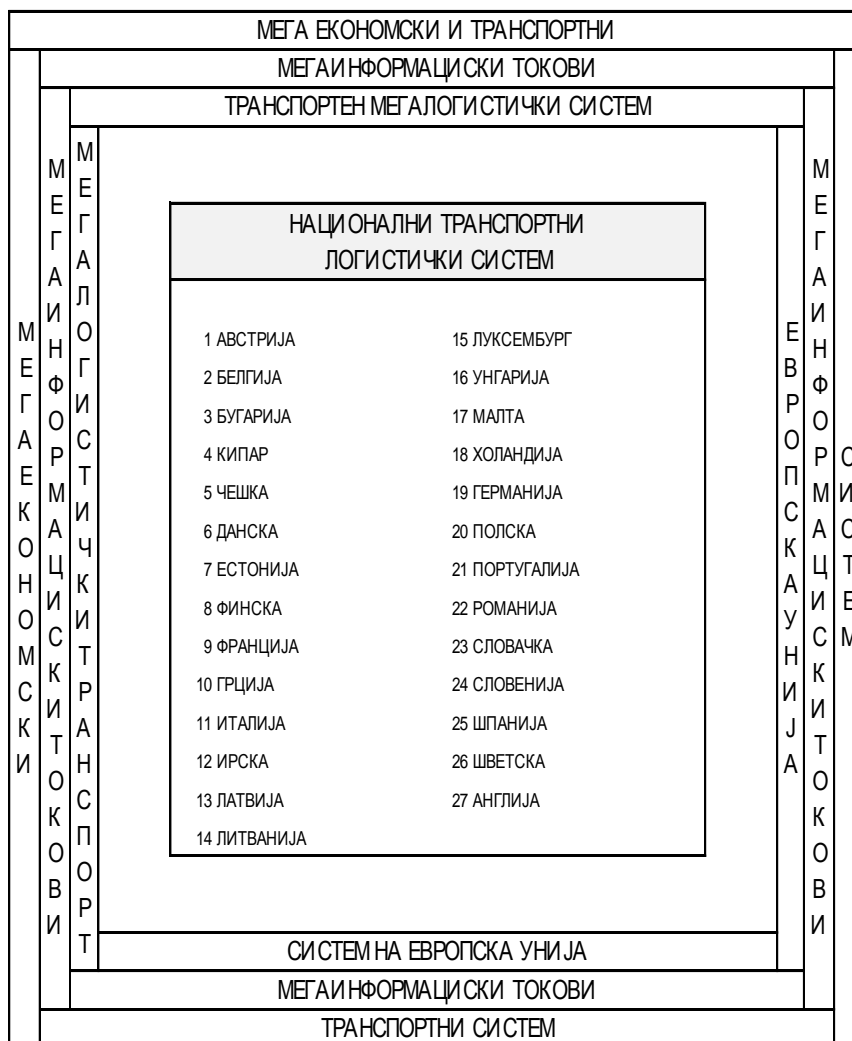 МЕГА ЕКОНОМСКИ И ТРАНСПОРТНИ
МЕГАИНФОРМАЦИСКИ ТОКОВИ
ТРАНСПОРТЕН МЕГАЛОГИСТИЧКИ СИСТЕМ
МЕГАЕКОНОМСКИ
МЕГАИНФОРМАЦИСКИ ТОКОВИ
МЕГАЛОГИСТИЧКИ ТРАНСПОРТ
НАЦИОНАЛНИ ТРАНСПОРТНИ
ЛОГИСТИЧКИ СИСТЕМ
1 АВСТРИЈА
2 БЕЛГИЈА
3 БУГАРИЈА
4 КИПАР
5 ЧЕШКА
6 ДАНСКА
7 ЕСТОНИЈА
8 ФИНСКА
9 ФРАНЦИЈА
10 ГРЦИЈА
11 ИТАЛИЈА
12 ИРСКА
13 ЛАТВИЈА
14 ЛИТВАНИЈА
15 ЛУКСЕМБУРГ
16 УНГАРИЈА
17 МАЛТА
18 ХОЛАНДИЈА
19 ГЕРМАНИЈА
20 ПОЛСКА
21 ПОРТУГАЛИЈА
22 РОМАНИЈА
23 СЛОВАЧКА
24 СЛОВЕНИЈА
25 ШПАНИЈА
26 ШВЕТСКА
27 АНГЛИЈА
ЕВРОПСКА УНИЈА
МЕГАИНФОРМАЦИСКИ ТОКОВИ
СИСТЕМ
СИСТЕМ НА ЕВРОПСКА УНИЈА
МЕГАИНФОРМАЦИСКИ ТОКОВИ
ТРАНСПОРТНИ СИСТЕМ